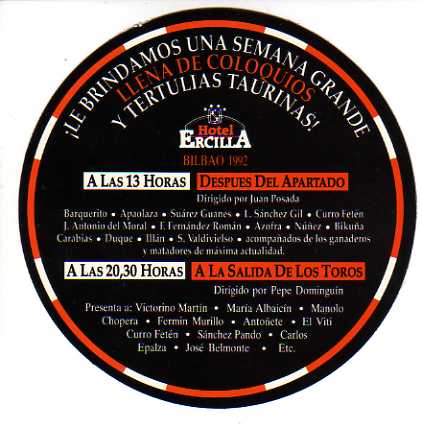 ¡LE BRINDAMOS UNA SEMANA GRANDE
LLENA DE COLOQUIOS
Y TERTULIAS TAURINAS!
Hotel
ERCILLA
BILBAO 1992
A LAS 13 HORAS DESPUES DEL APARTADO
Dirigido por Juan Posada
Barquerito • Apaolaza • Suárez Guanes • L. Sánchez Gil • Curro Fetén
J. Antonio del Moral • F. Fernández Román • Azofra • Núñez • Bikuña
Carabias • Duque • Illán • S. Valdivielso • acompañados de los ganaderos
y matadores de máxima actualidad.
A LAS 20,30 HORAS A LA SALIDA DE LOS TOROS
Dirigido por Pepe Dominguín
Presenta a: Victorino Martín • María Albaicín • Manolo
Chopera • Fermín Murillo • Antoñete • El Viti
Curro Fetén • Sánchez Pando • Carlos
Epalza • José Belmonte • Etc.